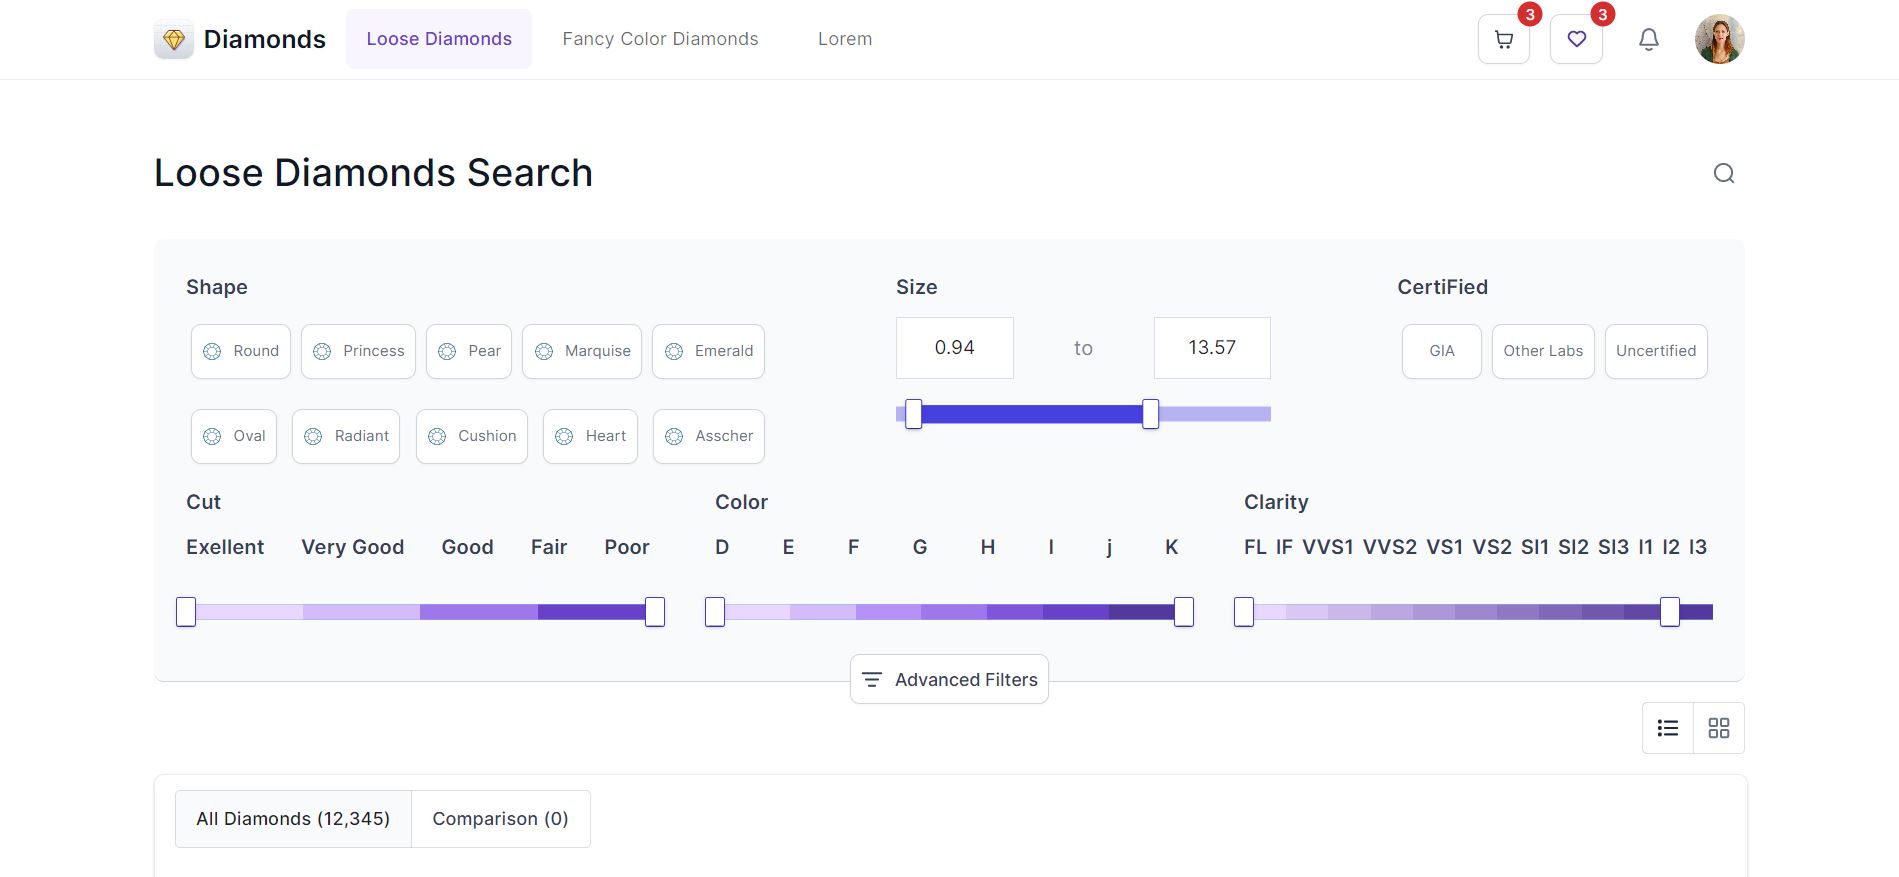 Diamonds
Loose Diamonds
Fancy Color Diamonds
Lorem
3
3
Loose Diamonds Search
Shape
Round
Princess
Pear
Marquise
Emerald
Oval
Radiant
Cushion
Heart
Asscher
Size
0.94 to 13.57
CertiFied
GIA
Other Labs
Uncertified
Cut
Exellent Very Good Good Fair Poor
Color
D E F G H I j K
Clarity
FL IF VVS1 VVS2 VS1 VS2 SI1 SI2 SI3 I1 I2 I3
Advanced Filters
All Diamonds (12,345)
Comparison (0)